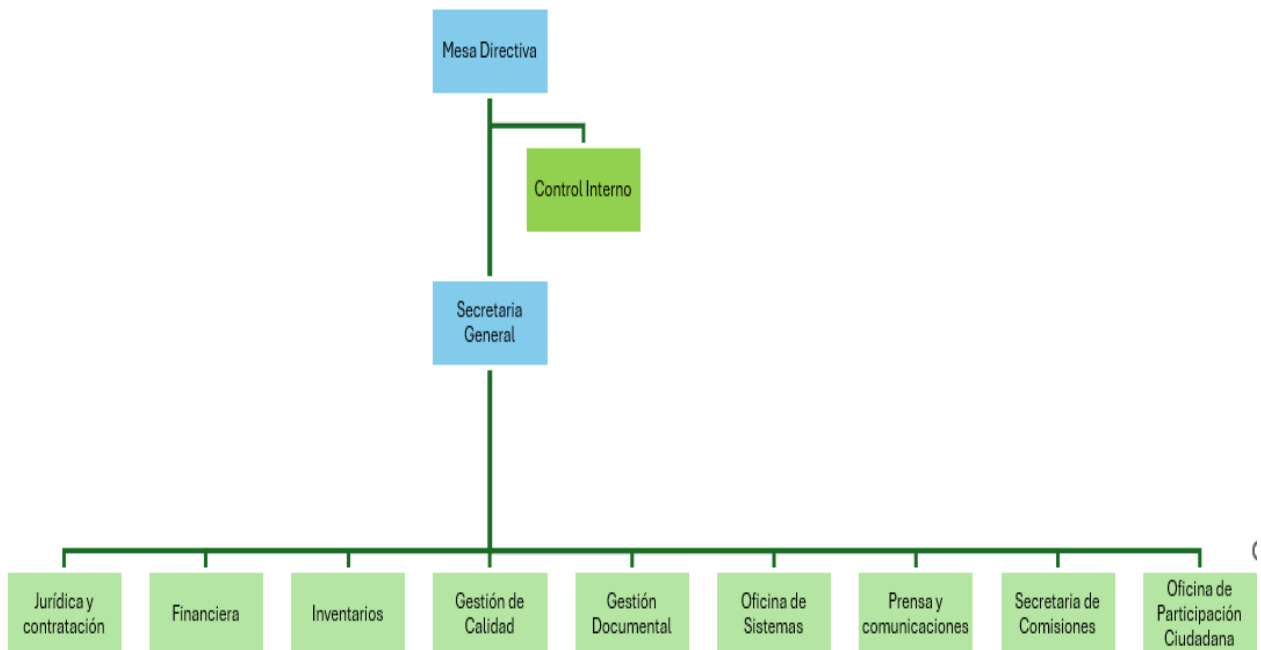 Mesa Directiva
Control Interno
Secretaria
General
Jurídica y
contratación
Financiera
Inventarios
Gestión de
Calidad
Gestión
Documental
Oficina de
Sistemas
Prensa y
comunicaciones
Secretaria de
Comisiones
Oficina de
Participación
Ciudadana